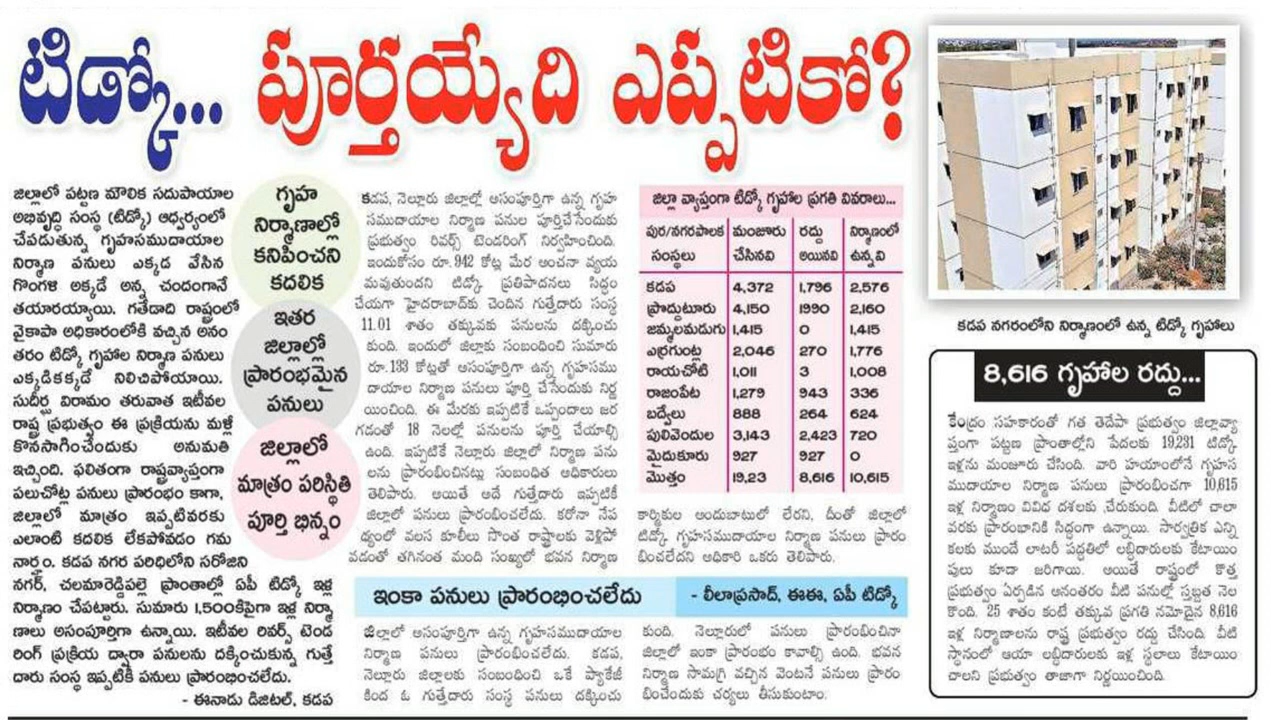 టిడ్కో... పూర్తయ్యేది ఎప్పటికో?
జిల్లాలో పట్టణ మౌలిక సదుపాయాల
అభివృద్ధి సంస్థ (టిడ్కో) ఆధ్వర్యంలో
చేపడుతున్న గృహసముదాయాల
నిర్మాణ పనులు ఎక్కడ వేసిన
గొంగళి అక్కడే అన్న చందంగానే
తయారయ్యాయి. గతేడాది రాష్ట్రంలో
వైకాపా అధికారంలోకి వచ్చిన అనం
తరం టిడ్కో గృహాల నిర్మాణ పనులు
ఎక్కడికక్కడే నిలిచిపోయాయి.
సుదీర్ఘ విరామం తరువాత ఇటీవల
రాష్ట్ర ప్రభుత్వం ఈ ప్రక్రియను మళ్లీ
కొనసాగించేందుకు అనుమతి
ఇచ్చింది. ఫలితంగా రాష్ట్రవ్యాప్తంగా
పలుచోట్ల పనులు ప్రారంభం కాగా,
జిల్లాలో మాత్రం ఇప్పటివరకు
ఎలాంటి కదలిక లేకపోవడం గమ
నార్హం. కడప నగర పరిధిలోని సరోజిని
నగర్, చలమారెడ్డిపల్లె ప్రాంతాల్లో ఏపీ టిడ్కో ఇళ్ల
నిర్మాణం చేపట్టారు. సుమారు 1,500కిపైగా ఇళ్ల నిర్మా
ణాలు అసంపూర్తిగా ఉన్నాయి. ఇటీవల రివర్స్ టెండ
రింగ్ ప్రక్రియ ద్వారా పనులను దక్కించుకున్న గుత్తే
దారు సంస్థ ఇప్పటికీ పనులు ప్రారంభించలేదు.
- ఈనాడు డిజిటల్, కడప
గృహ
నిర్మాణాల్లో
కనిపించని
కదలిక
ఇతర
జిల్లాల్లో
ప్రారంభమైన
పనులు
జిల్లాలో
మాత్రం పరిస్థితి
పూర్తి భిన్నం
కడప, నెల్లూరు జిల్లాల్లో అసంపూర్తిగా ఉన్న గృహ
సముదాయాల నిర్మాణ పనుల పూర్తిచేసేందుకు
ప్రభుత్వం రివర్స్ టెండరింగ్ నిర్వహించింది.
ఇందుకోసం రూ.942 కోట్ల మేర అంచనా వ్యయ
మవుతుందని టిడ్కో ప్రతిపాదనలు సిద్ధం
చేయగా హైదరాబాద్‌కు చెందిన గుత్తేదారు సంస్థ
11.01 శాతం తక్కువకు పనులను దక్కించు
కుంది. ఇందులో జిల్లాకు సంబంధించి సుమారు
రూ.133 కోట్లతో అసంపూర్తిగా ఉన్న గృహసము
దాయాల నిర్మాణ పనులు పూర్తి చేసేందుకు నిర్ణ
యించింది. ఈ మేరకు ఇప్పటికే ఒప్పందాలు జర
గడంతో 18 నెలల్లో పనులను పూర్తి చేయాల్సి
ఉంది. ఇప్పటికే నెల్లూరు జిల్లాలో నిర్మాణ పను
లను ప్రారంభించినట్లు సంబంధిత అధికారులు
తెలిపారు. అయితే అదే గుత్తేదారు ఇప్పటికీ
జిల్లాలో పనులు ప్రారంభించలేదు. కరోనా నేప
థ్యంలో వలస కూలీలు సొంత రాష్ట్రాలకు వెళ్లిపో
వడంతో తగినంత మంది సంఖ్యలో భవన నిర్మాణ
జిల్లా వ్యాప్తంగా టిడ్కో గృహాల ప్రగతి వివరాలు...
పుర/నగరపాలక మంజూరు రద్దు నిర్మాణంలో
సంస్థలు చేసినవి అయినవి ఉన్నవి
కడప 4,372 1,796 2,576
ప్రొద్దుటూరు 4,150 1990 2,160
జమ్మలమడుగు 1,415 0 1,415
ఎర్రగుంట్ల 2,046 270 1,776
రాయచోటి 1,011 3 1,008
రాజంపేట 1,279 943 336
బద్వేలు 888 264 624
పులివెందుల 3,143 2,423 720
మైదుకూరు 927 927 0
మొత్తం 19,23 8,616 10,615
కార్మికుల అందుబాటులో లేరని, దీంతో జిల్లాలో
టిడ్కో గృహసముదాయాల నిర్మాణ పనులు ప్రారం
భించలేదని అధికారి ఒకరు తెలిపారు.
ఇంకా పనులు ప్రారంభించలేదు - లీలాప్రసాద్, ఈఈ, ఏపీ టిడ్కో
జిల్లాలో అసంపూర్తిగా ఉన్న గృహసముదాయాల
నిర్మాణ పనులు ప్రారంభించలేదు. కడప,
నెల్లూరు జిల్లాలకు సంబంధించి ఒకే ప్యాకేజీ
కింద ఓ గుత్తేదారు సంస్థ పనులు దక్కించు
కుంది. నెల్లూరులో పనులు ప్రారంభించినా
జిల్లాలో ఇంకా ప్రారంభం కావాల్సి ఉంది. భవన
నిర్మాణ సామగ్రి వచ్చిన వెంటనే పనులు ప్రారం
భించేందుకు చర్యలు తీసుకుంటాం.
కడప నగరంలోని నిర్మాణంలో ఉన్న టిడ్కో గృహాలు
8,616 గృహాల రద్దు...
కేంద్రం సహకారంతో గత తెదేపా ప్రభుత్వం జిల్లావ్యా
ప్తంగా పట్టణ ప్రాంతాల్లోని పేదలకు 19,231 టిడ్కో
ఇళ్లను మంజూరు చేసింది. వారి హయాంలోనే గృహస
ముదాయాల నిర్మాణ పనులు ప్రారంభించగా 10,615
ఇళ్ల నిర్మాణం వివిధ దశలకు చేరుకుంది. వీటిలో చాలా
వరకు ప్రారంభానికి సిద్ధంగా ఉన్నాయి. సార్వత్రిక ఎన్ని
కలకు ముందే లాటరీ పద్ధతిలో లబ్ధిదారులకు కేటాయిం
పులు కూడా జరిగాయి. అయితే రాష్ట్రంలో కొత్త
ప్రభుత్వం ఏర్పడిన అనంతరం వీటి పనుల్లో స్తబ్ధత నెల
కొంది. 25 శాతం కంటే తక్కువ ప్రగతి నమోదైన 8,616
ఇళ్ల నిర్మాణాలను రాష్ట్ర ప్రభుత్వం రద్దు చేసింది. వీటి
స్థానంలో ఆయా లబ్ధిదారులకు ఇళ్ల స్థలాలు కేటాయిం
చాలని ప్రభుత్వం తాజాగా నిర్ణయించింది.